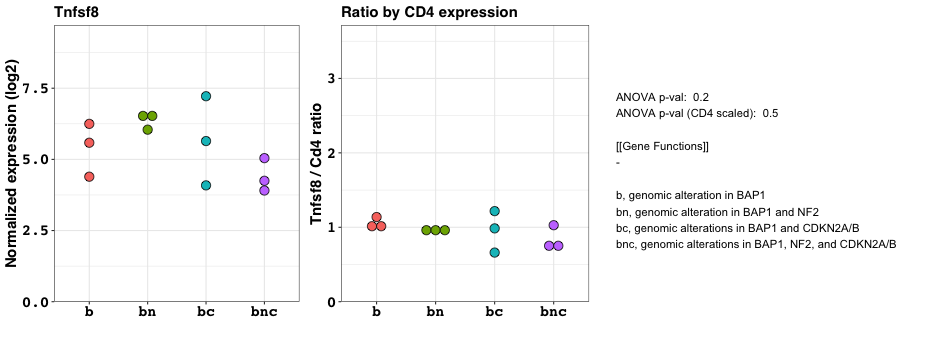 Tnfsf8
Normalized expression (log2)
7.5
5.0
2.5
0.0
b bn bc bnc
Ratio by CD4 expression
Tnfsf8 / Cd4 ratio
3
2
1
0
b bn bc bnc
ANOVA p-val: 0.2
ANOVA p-val (CD4 scaled): 0.5
[[Gene Functions]]
-
b, genomic alteration in BAP1
bn, genomic alteration in BAP1 and NF2
bc, genomic alterations in BAP1 and CDKN2A/B
bnc, genomic alterations in BAP1, NF2, and CDKN2A/B